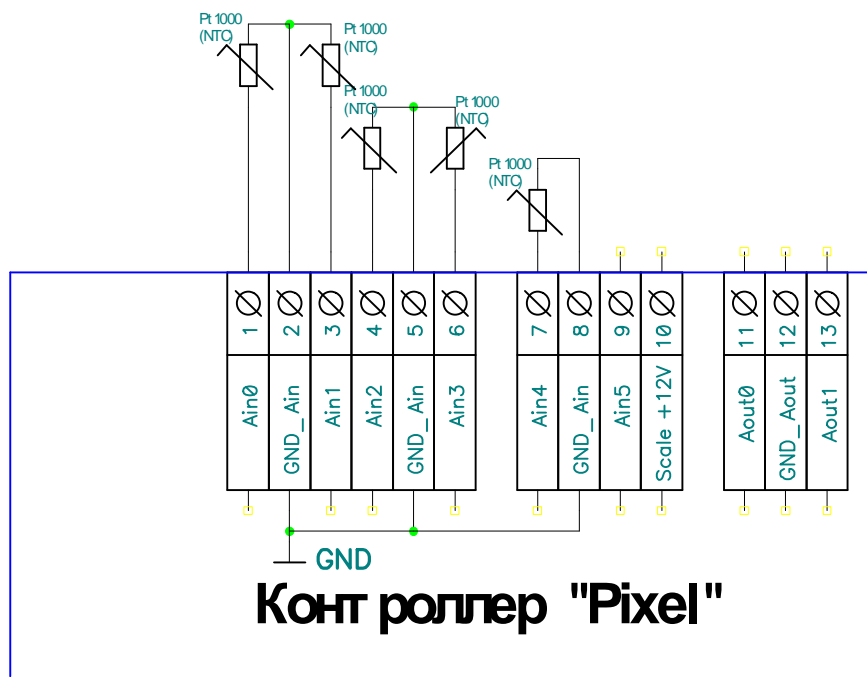 Pt 1000
(NTC)
Pt 1000
(NTC)
Pt 1000
(NTC)
Pt 1000
(NTC)
Pt 1000
(NTC)
1
2
3
4
5
6
7
8
9
10
11
12
13
Ain0
GND_Ain
Ain1
Ain2
GND_Ain
Ain3
Ain4
GND_Ain
Ain5
Scale +12V
Aout0
GND_Aout
Aout1
GND
Контроллер "Pixel"